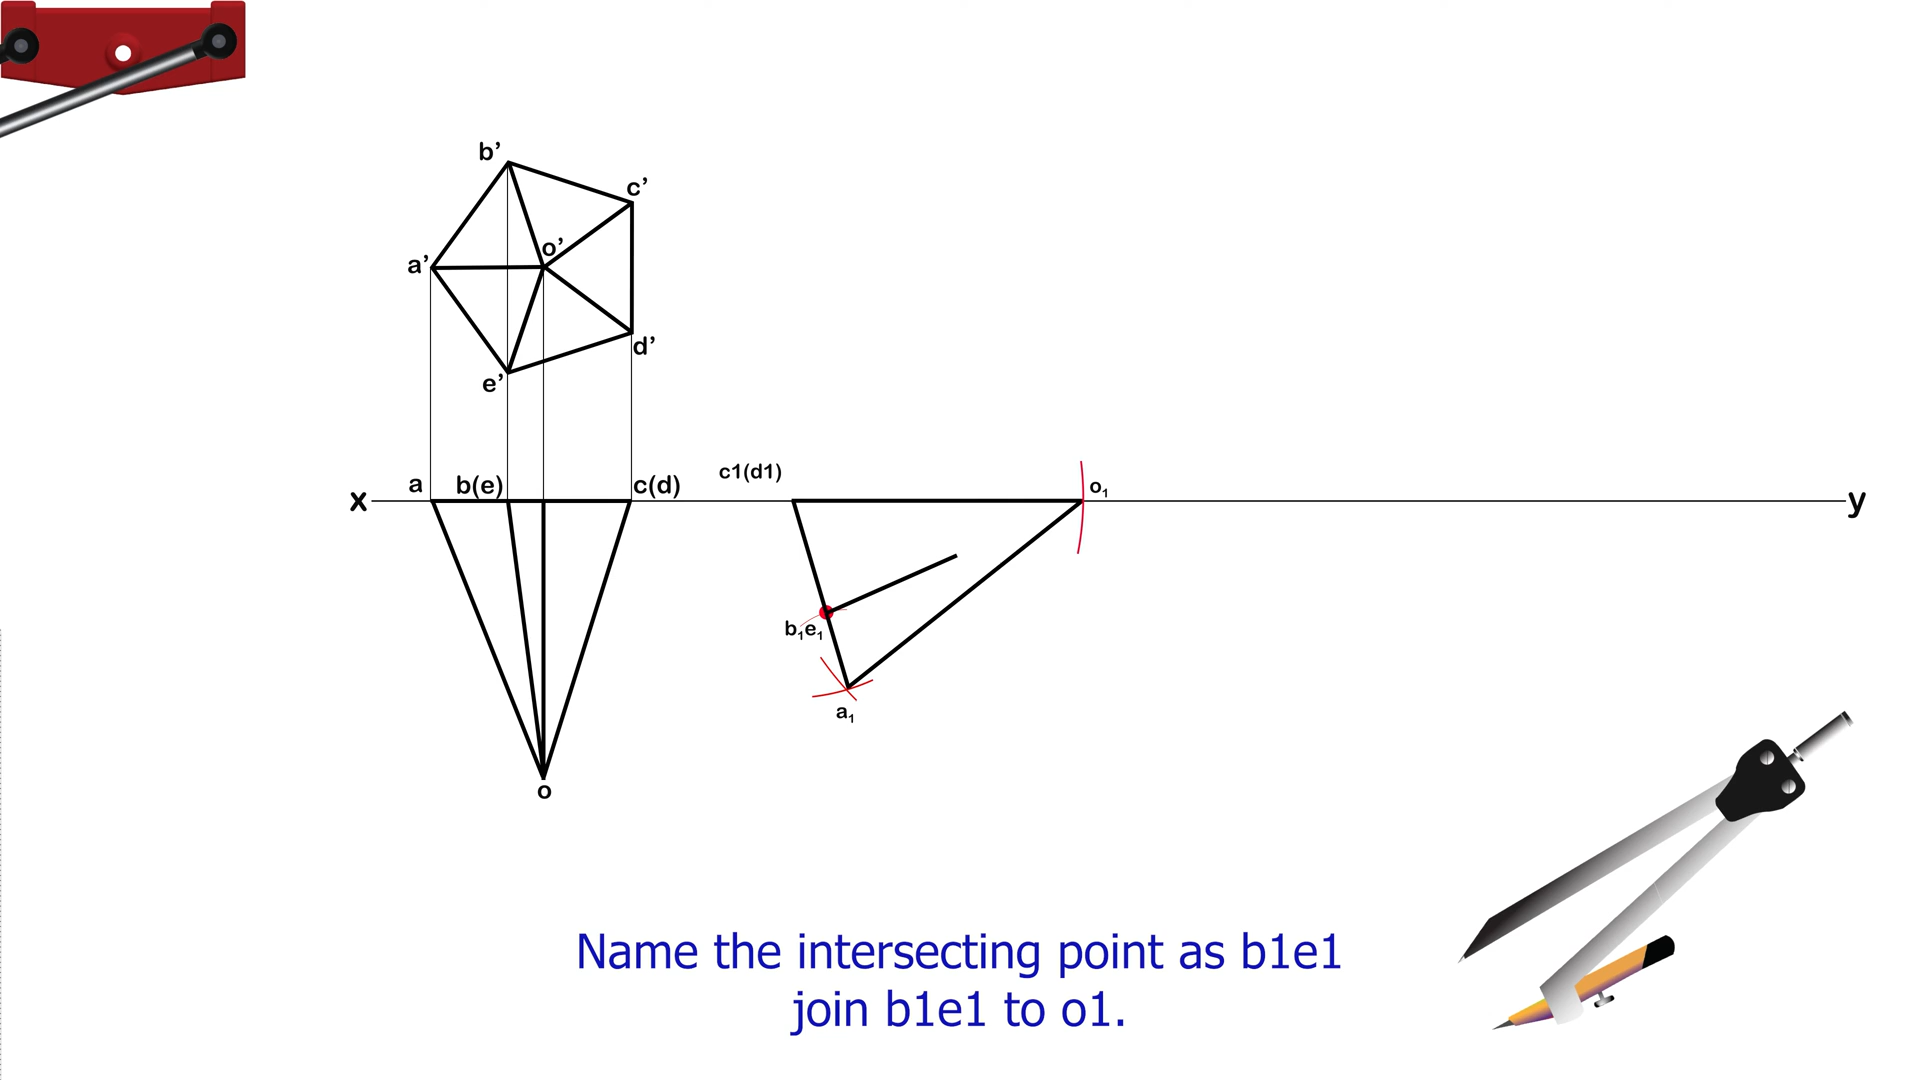 b’
c’
o’
a’
d’
e’
c1(d1)
a b(e) c(d) o₁
x y
b₁e₁
a₁
o
Name the intersecting point as b1e1
join b1e1 to o1.